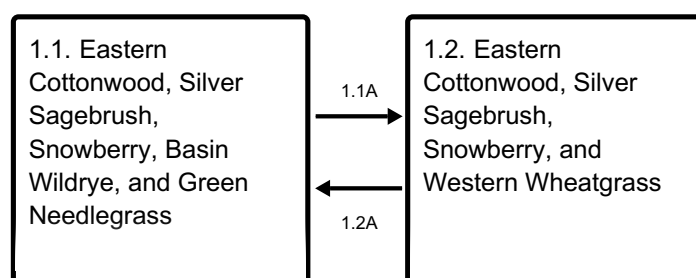 1.1. Eastern
Cottonwood, Silver
Sagebrush,
Snowberry, Basin
Wildrye, and Green
Needlegrass
1.1A
1.2A
1.2. Eastern
Cottonwood, Silver
Sagebrush,
Snowberry, and
Western Wheatgrass